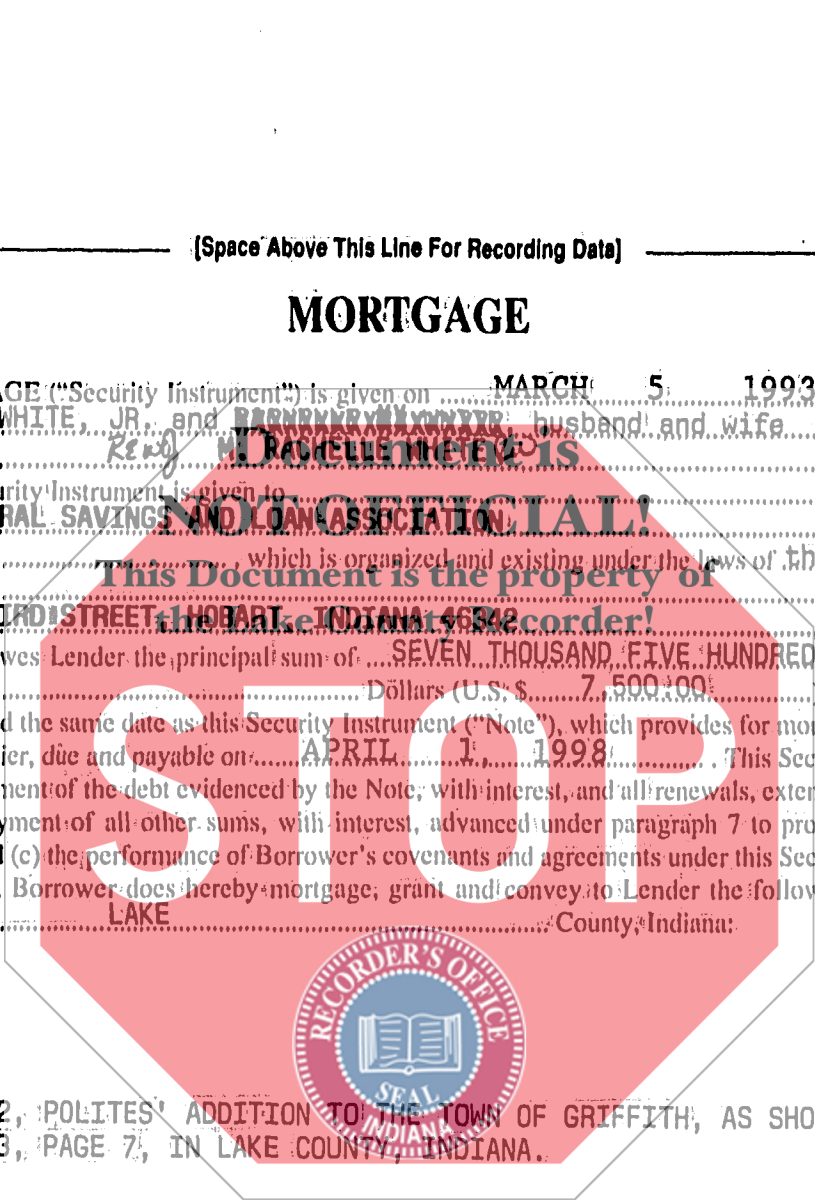 [Space Above This Line For Recording Data]
MORTGAGE
GE ("Security Instrument") is given on MARCH 5 1993
WHITE, JR. and husband and wife
M. RACHELLE WHITE
Document is
rity Instrument is given to
RAL SAVINGS AND LOAN ASSOCIATION
NOT OFFICIAL!
which is organized and existing under the laws of th
This Document is the property of
IRD STREET, HOBART, INDIANA 46342
the Lake County Recorder!
wes Lender the principal sum of SEVEN THOUSAND FIVE HUNDRED
Dollars (U.S. $ 7,500.00
d the same date as this Security Instrument ("Note"), which provides for mon
ier, due and payable on APRIL 1, 1998 . This Sec
ment of the debt evidenced by the Note, with interest, and all renewals, exten
yment of all other sums, with interest, advanced under paragraph 7 to pro
(c) the performance of Borrower's covenants and agreements under this Sec
Borrower does hereby mortgage, grant and convey to Lender the follow
LAKE County, Indiana:
STOP
RECORDER'S OFFICE
SEAL
INDIANA
2, POLITES' ADDITION TO THE TOWN OF GRIFFITH, AS SHO
3, PAGE 7, IN LAKE COUNTY, INDIANA.